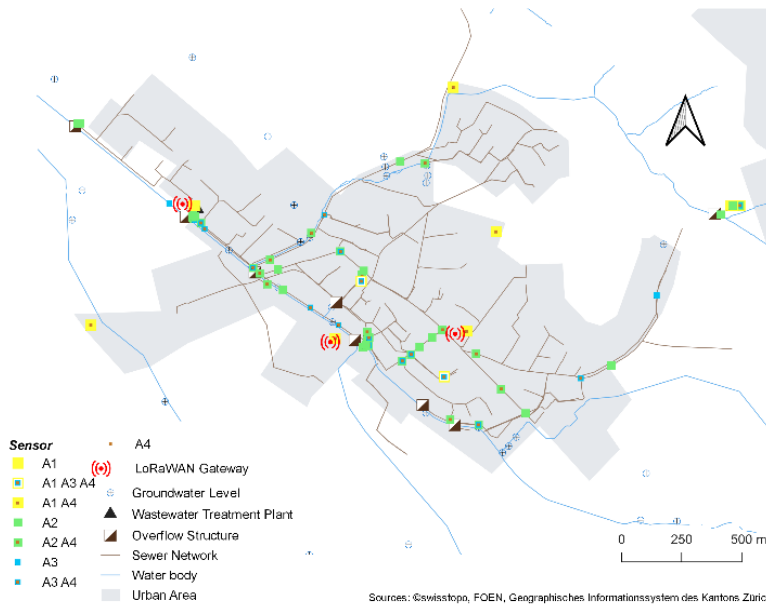 Sensor
A1
A1 A3 A4
A1 A4
A2
A2 A4
A3
A3 A4
A4
LoRaWAN Gateway
Groundwater Level
Wastewater Treatment Plant
Overflow Structure
Sewer Network
Water body
Urban Area
0 250 500 m
Sources: ©swisstopo, FOEN, Geographisches Informationssystem des Kantons Züric